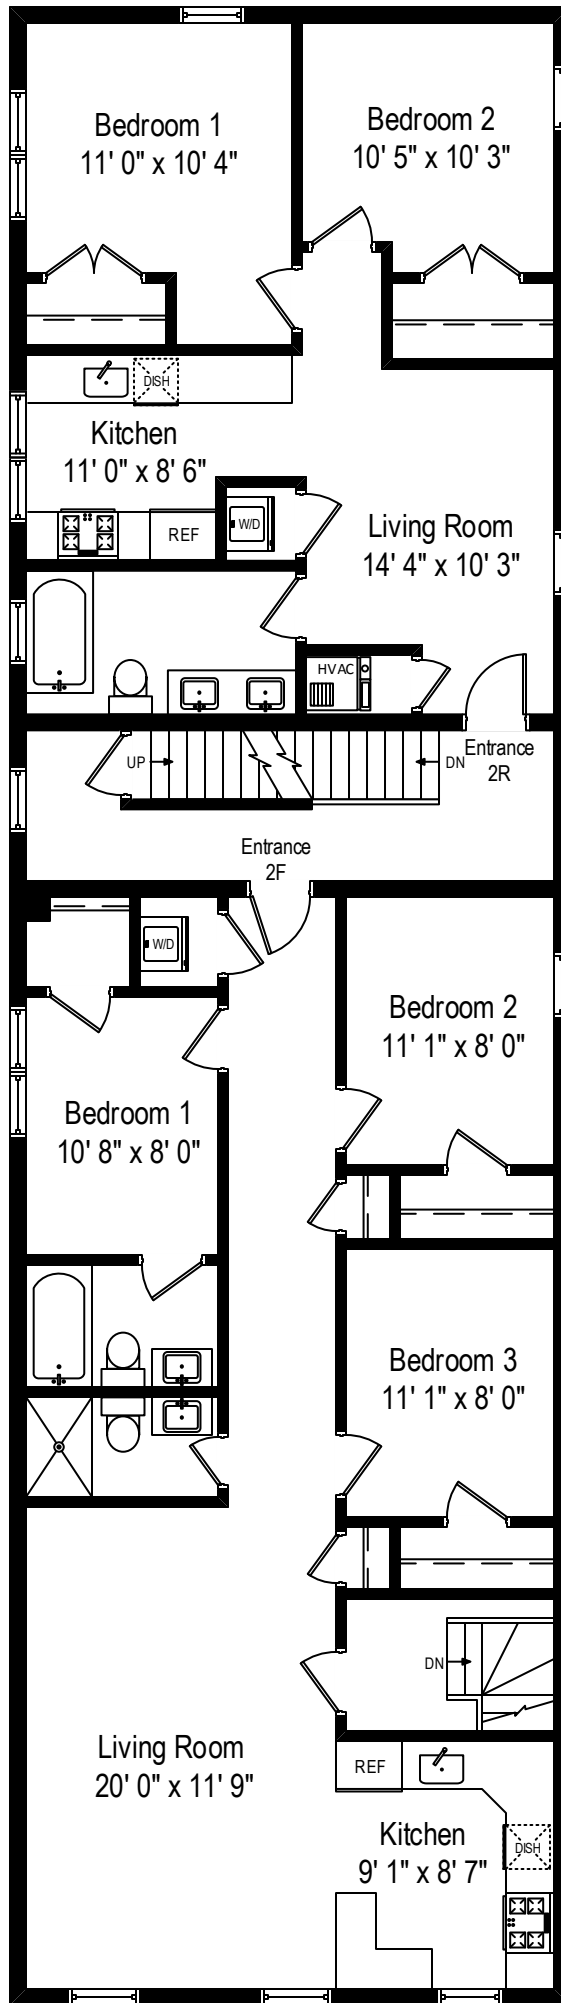 Bedroom 1
11' 0" x 10' 4"
Bedroom 2
10' 5" x 10' 3"
DISH
Kitchen
11' 0" x 8' 6"
REF
W/D
Living Room
14' 4" x 10' 3"
HVAC
UP
DN
Entrance
2R
Entrance
2F
W/D
Bedroom 2
11' 1" x 8' 0"
Bedroom 1
10' 8" x 8' 0"
Bedroom 3
11' 1" x 8' 0"
DN
Living Room
20' 0" x 11' 9"
REF
Kitchen
9' 1" x 8' 7"
DISH